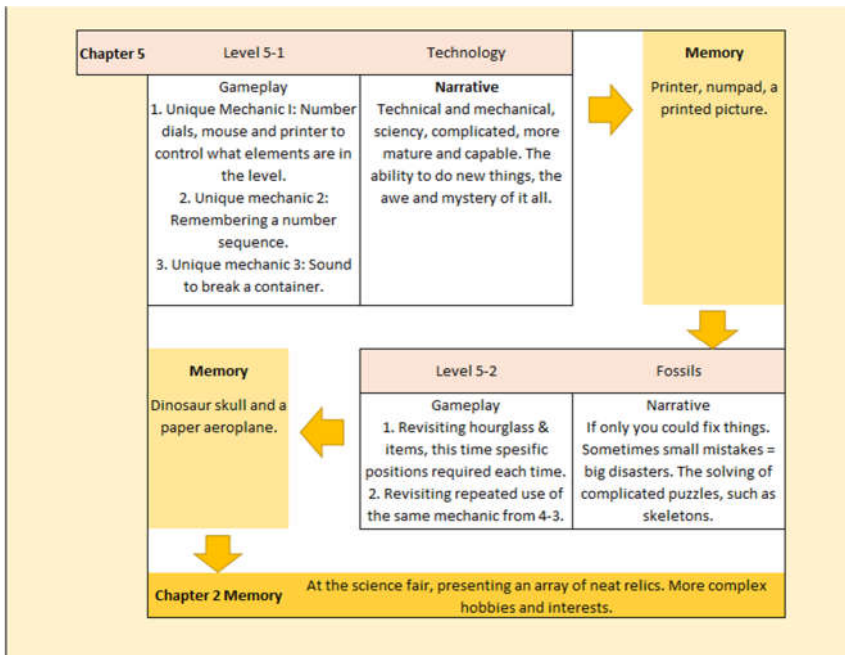 Chapter 5 Level 5-1 Technology
Gameplay
1. Unique Mechanic I: Number
dials, mouse and printer to
control what elements are in
the level.
2. Unique mechanic 2:
Remembering a number
sequence.
3. Unique mechanic 3: Sound
to break a container.
Narrative
Technical and mechanical,
sciency, complicated, more
mature and capable. The
ability to do new things, the
awe and mystery of it all.
Memory
Printer, numpad, a
printed picture.
Level 5-2 Fossils
Gameplay
1. Revisiting hourglass &
items, this time spesific
positions required each time.
2. Revisiting repeated use of
the same mechanic from 4-3.
Narrative
If only you could fix things.
Sometimes small mistakes =
big disasters. The solving of
complicated puzzles, such as
skeletons.
Memory
Dinosaur skull and a
paper aeroplane.
Chapter 2 Memory
At the science fair, presenting an array of neat relics. More complex
hobbies and interests.